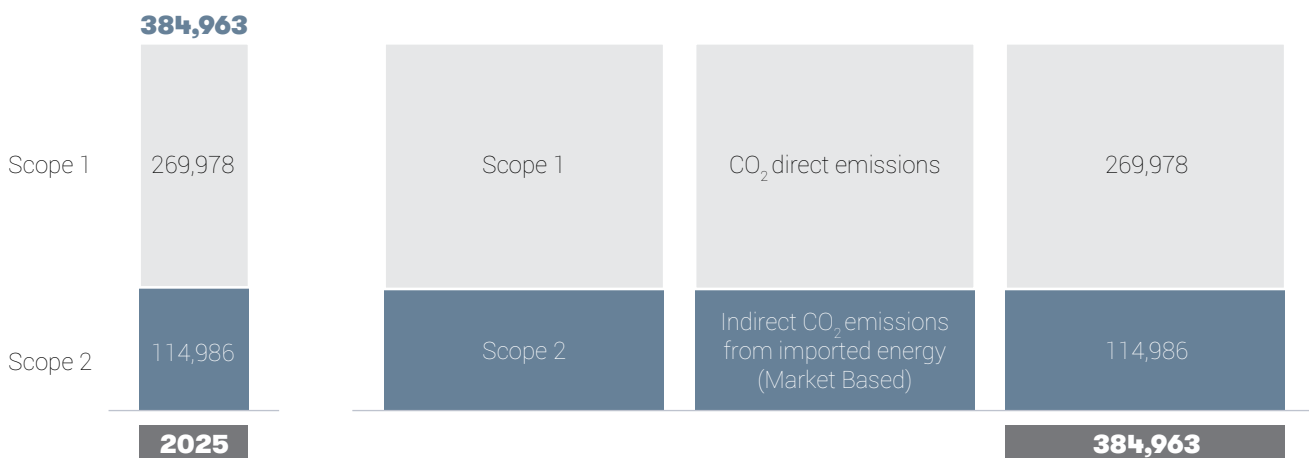 384,963
Scope 1
269,978
Scope 1
CO₂ direct emissions
269,978
Scope 2
114,986
Scope 2
Indirect CO₂ emissions
from imported energy
(Market Based)
114,986
2025
384,963